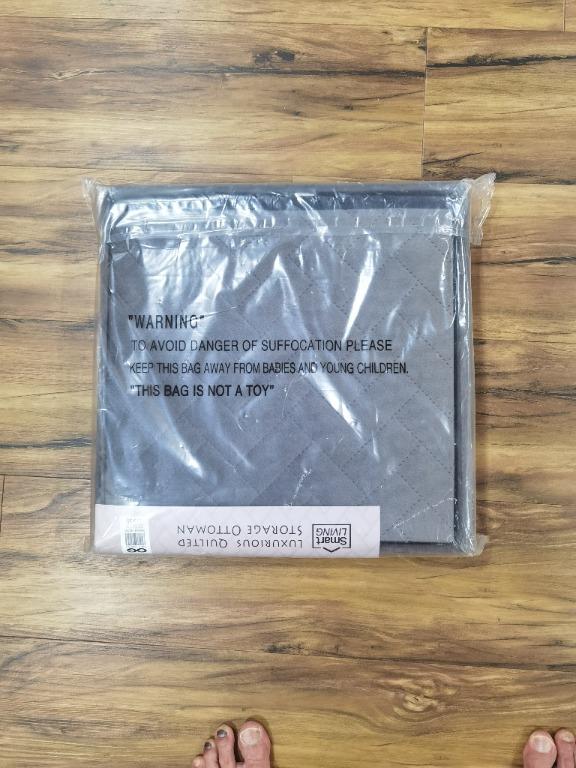 "WARNING"
TO AVOID DANGER OF SUFFOCATION PLEASE
KEEP THIS BAG AWAY FROM BABIES AND YOUNG CHILDREN.
"THIS BAG IS NOT A TOY"
Smart
LIVING
LUXURIOUS QUILTED
STORAGE OTTOMAN